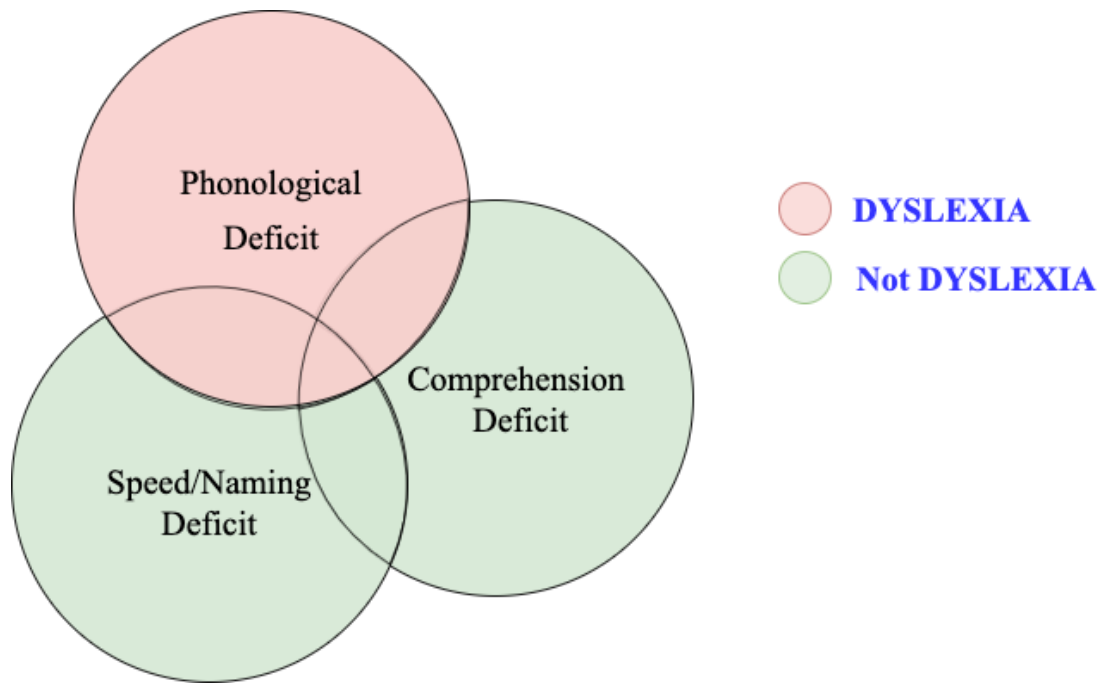 Phonological
Deficit
DYSLEXIA
Not DYSLEXIA
Comprehension
Deficit
Speed/Naming
Deficit